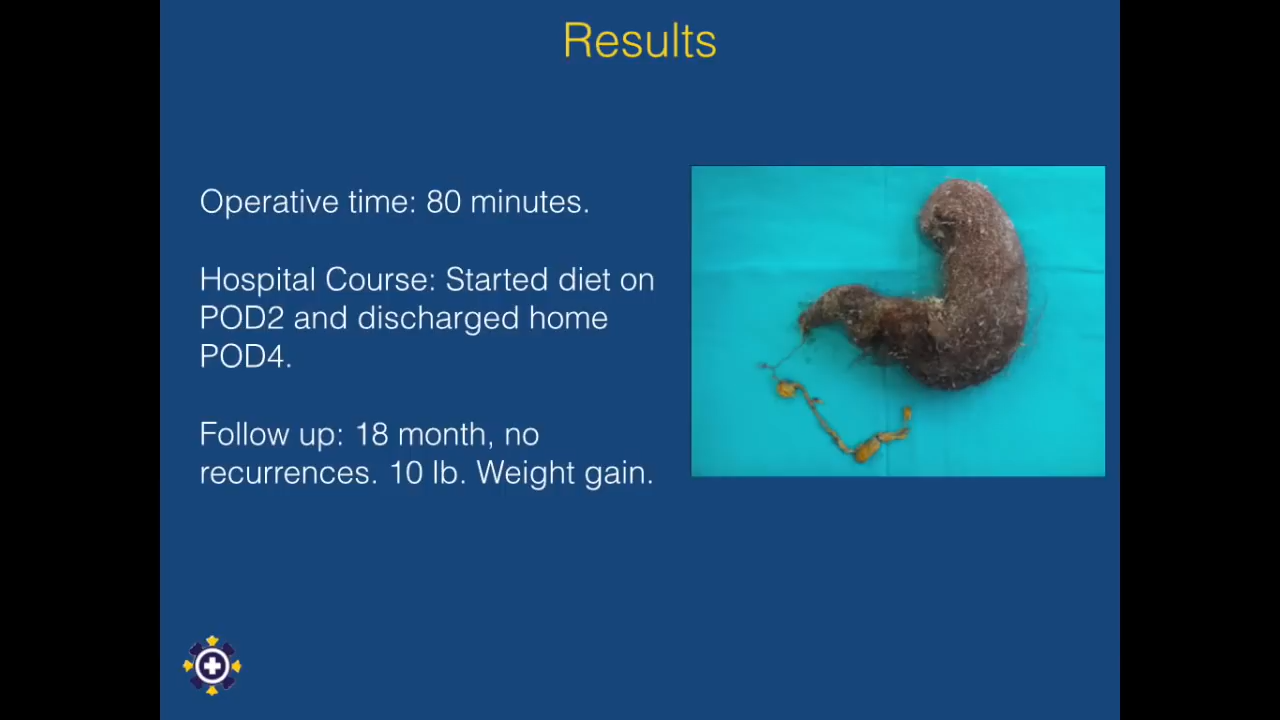 Results
Operative time: 80 minutes.
Hospital Course: Started diet on
POD2 and discharged home
POD4.
Follow up: 18 month, no
recurrences. 10 lb. Weight gain.